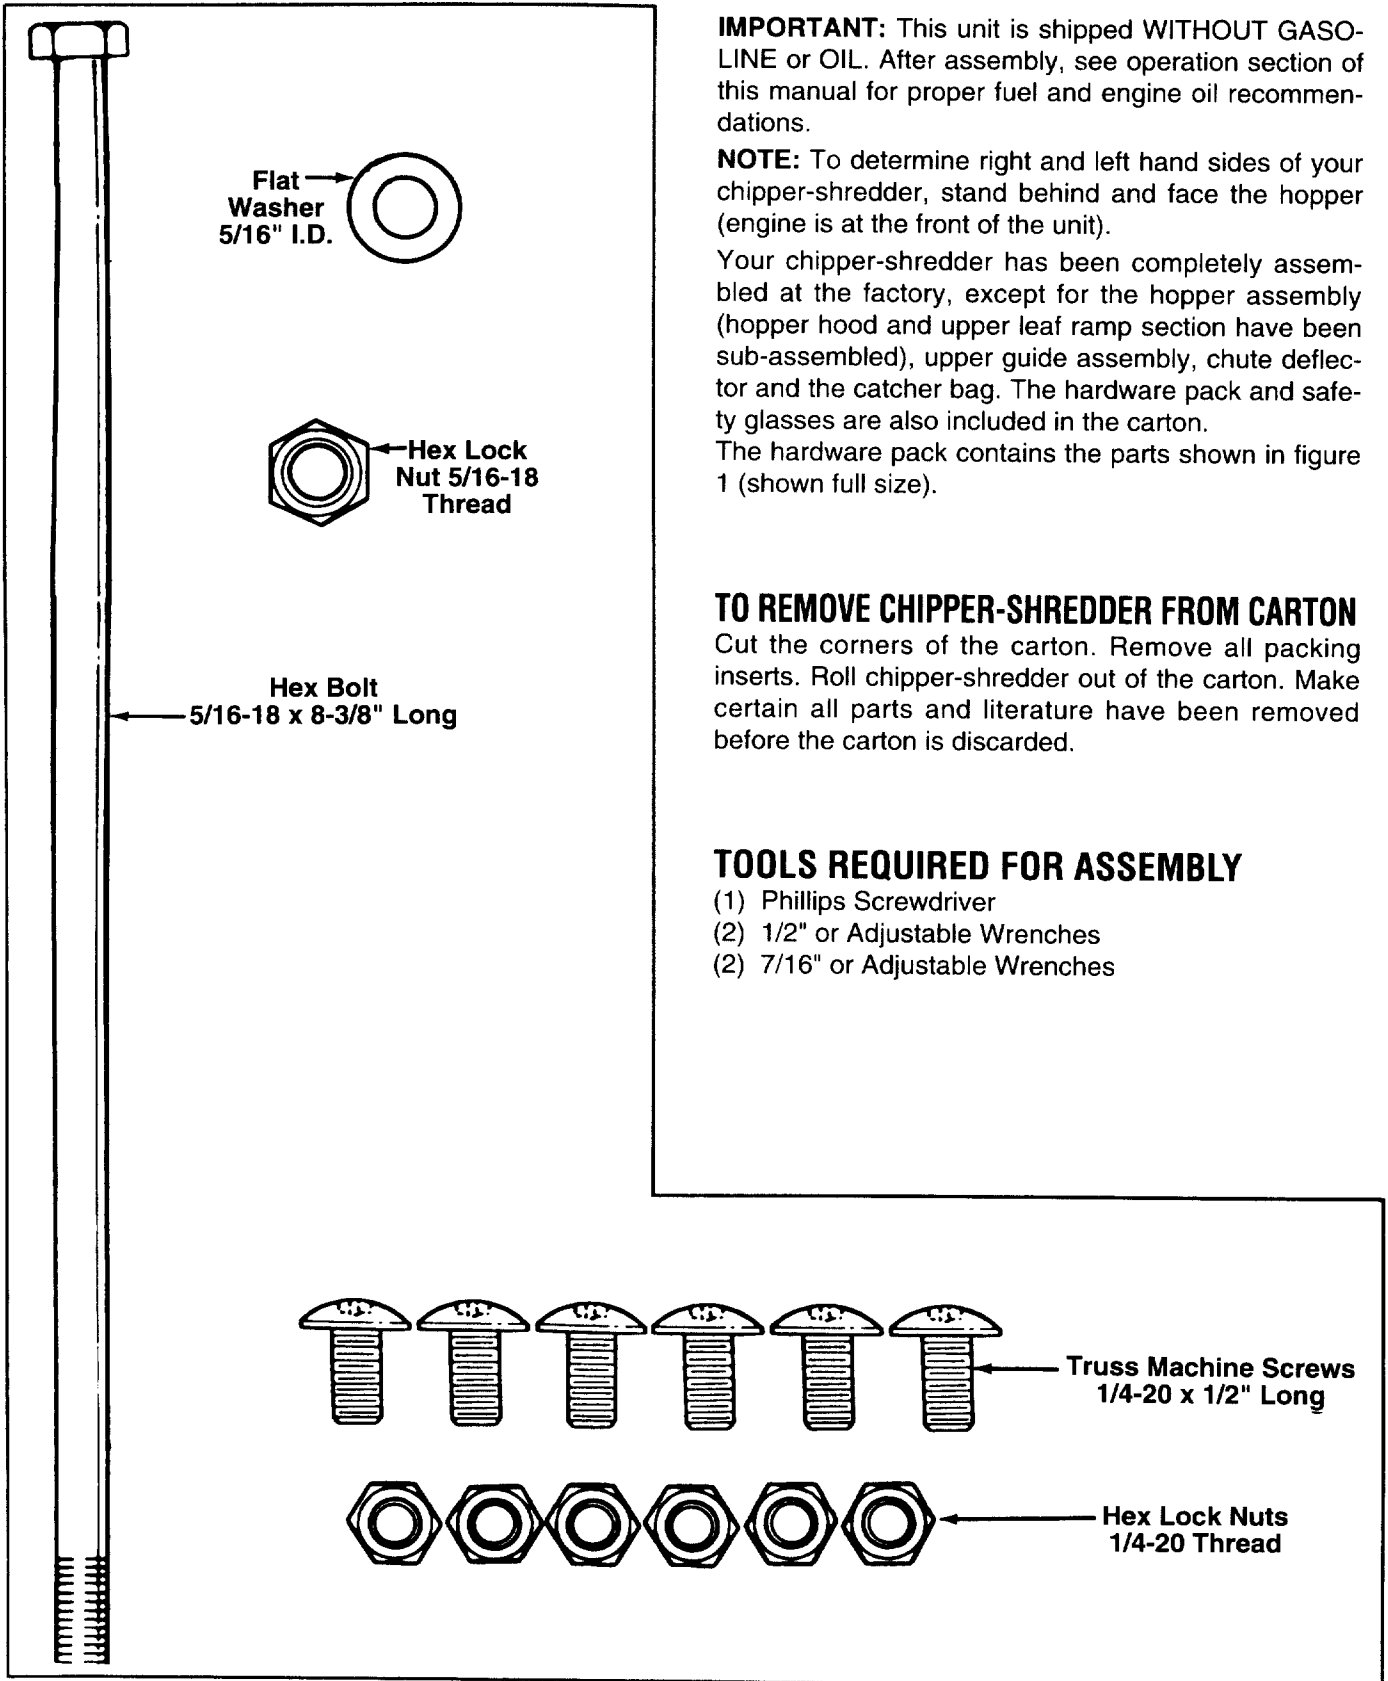 Flat
Washer
5/16" I.D.
Hex Lock
Nut 5/16-18
Thread
Hex Bolt
5/16-18 x 8-3/8" Long
IMPORTANT: This unit is shipped WITHOUT GASO-
LINE or OIL. After assembly, see operation section of
this manual for proper fuel and engine oil recommen-
dations.
NOTE: To determine right and left hand sides of your
chipper-shredder, stand behind and face the hopper
(engine is at the front of the unit).
Your chipper-shredder has been completely assem-
bled at the factory, except for the hopper assembly
(hopper hood and upper leaf ramp section have been
sub-assembled), upper guide assembly, chute deflec-
tor and the catcher bag. The hardware pack and safe-
ty glasses are also included in the carton.
The hardware pack contains the parts shown in figure
1 (shown full size).
TO REMOVE CHIPPER-SHREDDER FROM CARTON
Cut the corners of the carton. Remove all packing
inserts. Roll chipper-shredder out of the carton. Make
certain all parts and literature have been removed
before the carton is discarded.
TOOLS REQUIRED FOR ASSEMBLY
(1) Phillips Screwdriver
(2) 1/2" or Adjustable Wrenches
(2) 7/16" or Adjustable Wrenches
Truss Machine Screws
1/4-20 x 1/2" Long
Hex Lock Nuts
1/4-20 Thread